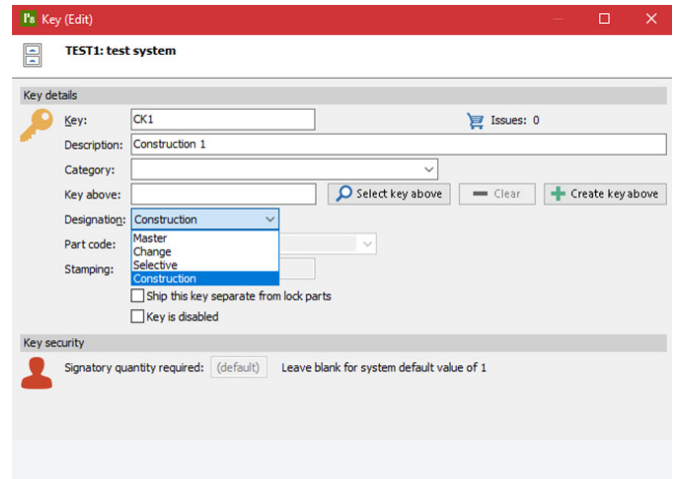 Key (Edit)
TEST1: test system
Key details
Key: CK1 Issues: 0
Description: Construction 1
Category:
Key above: Select key above Clear Create key above
Designation: Construction
Master
Change
Selective
Construction
Part code:
Stamping:
Ship this key separate from lock parts
Key is disabled
Key security
Signatory quantity required: (default) Leave blank for system default value of 1